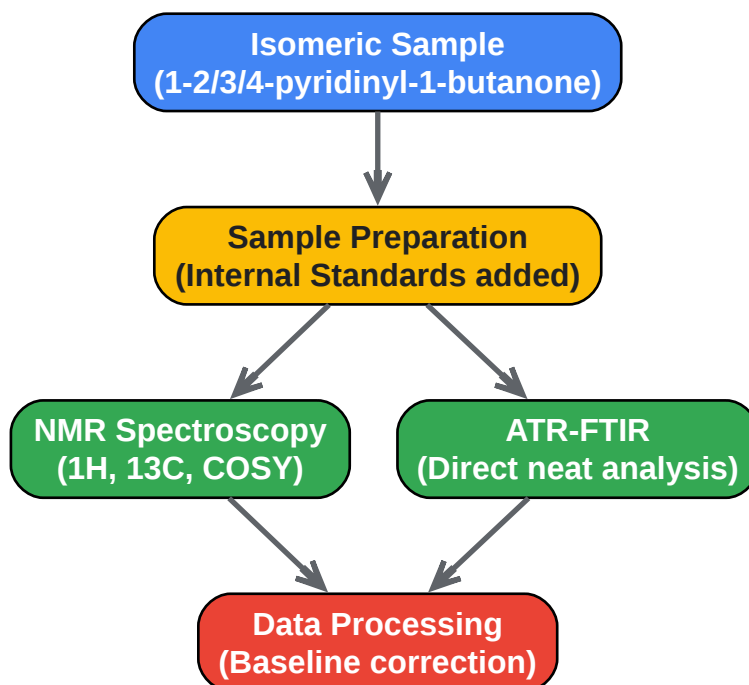 Isomeric Sample
(1-2/3/4-pyridinyl-1-butanone)
Sample Preparation
(Internal Standards added)
NMR Spectroscopy
(1H, 13C, COSY)
ATR-FTIR
(Direct neat analysis)
Data Processing
(Baseline correction)